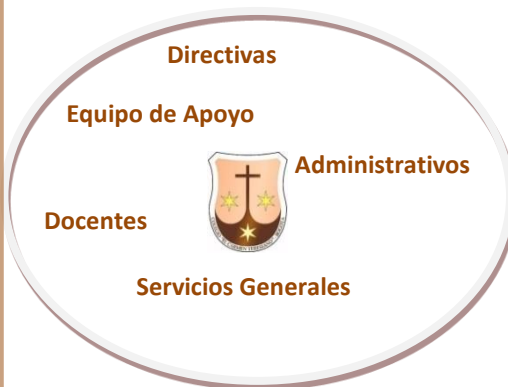 Directivas
Equipo de Apoyo
Administrativos
Docentes
Servicios Generales